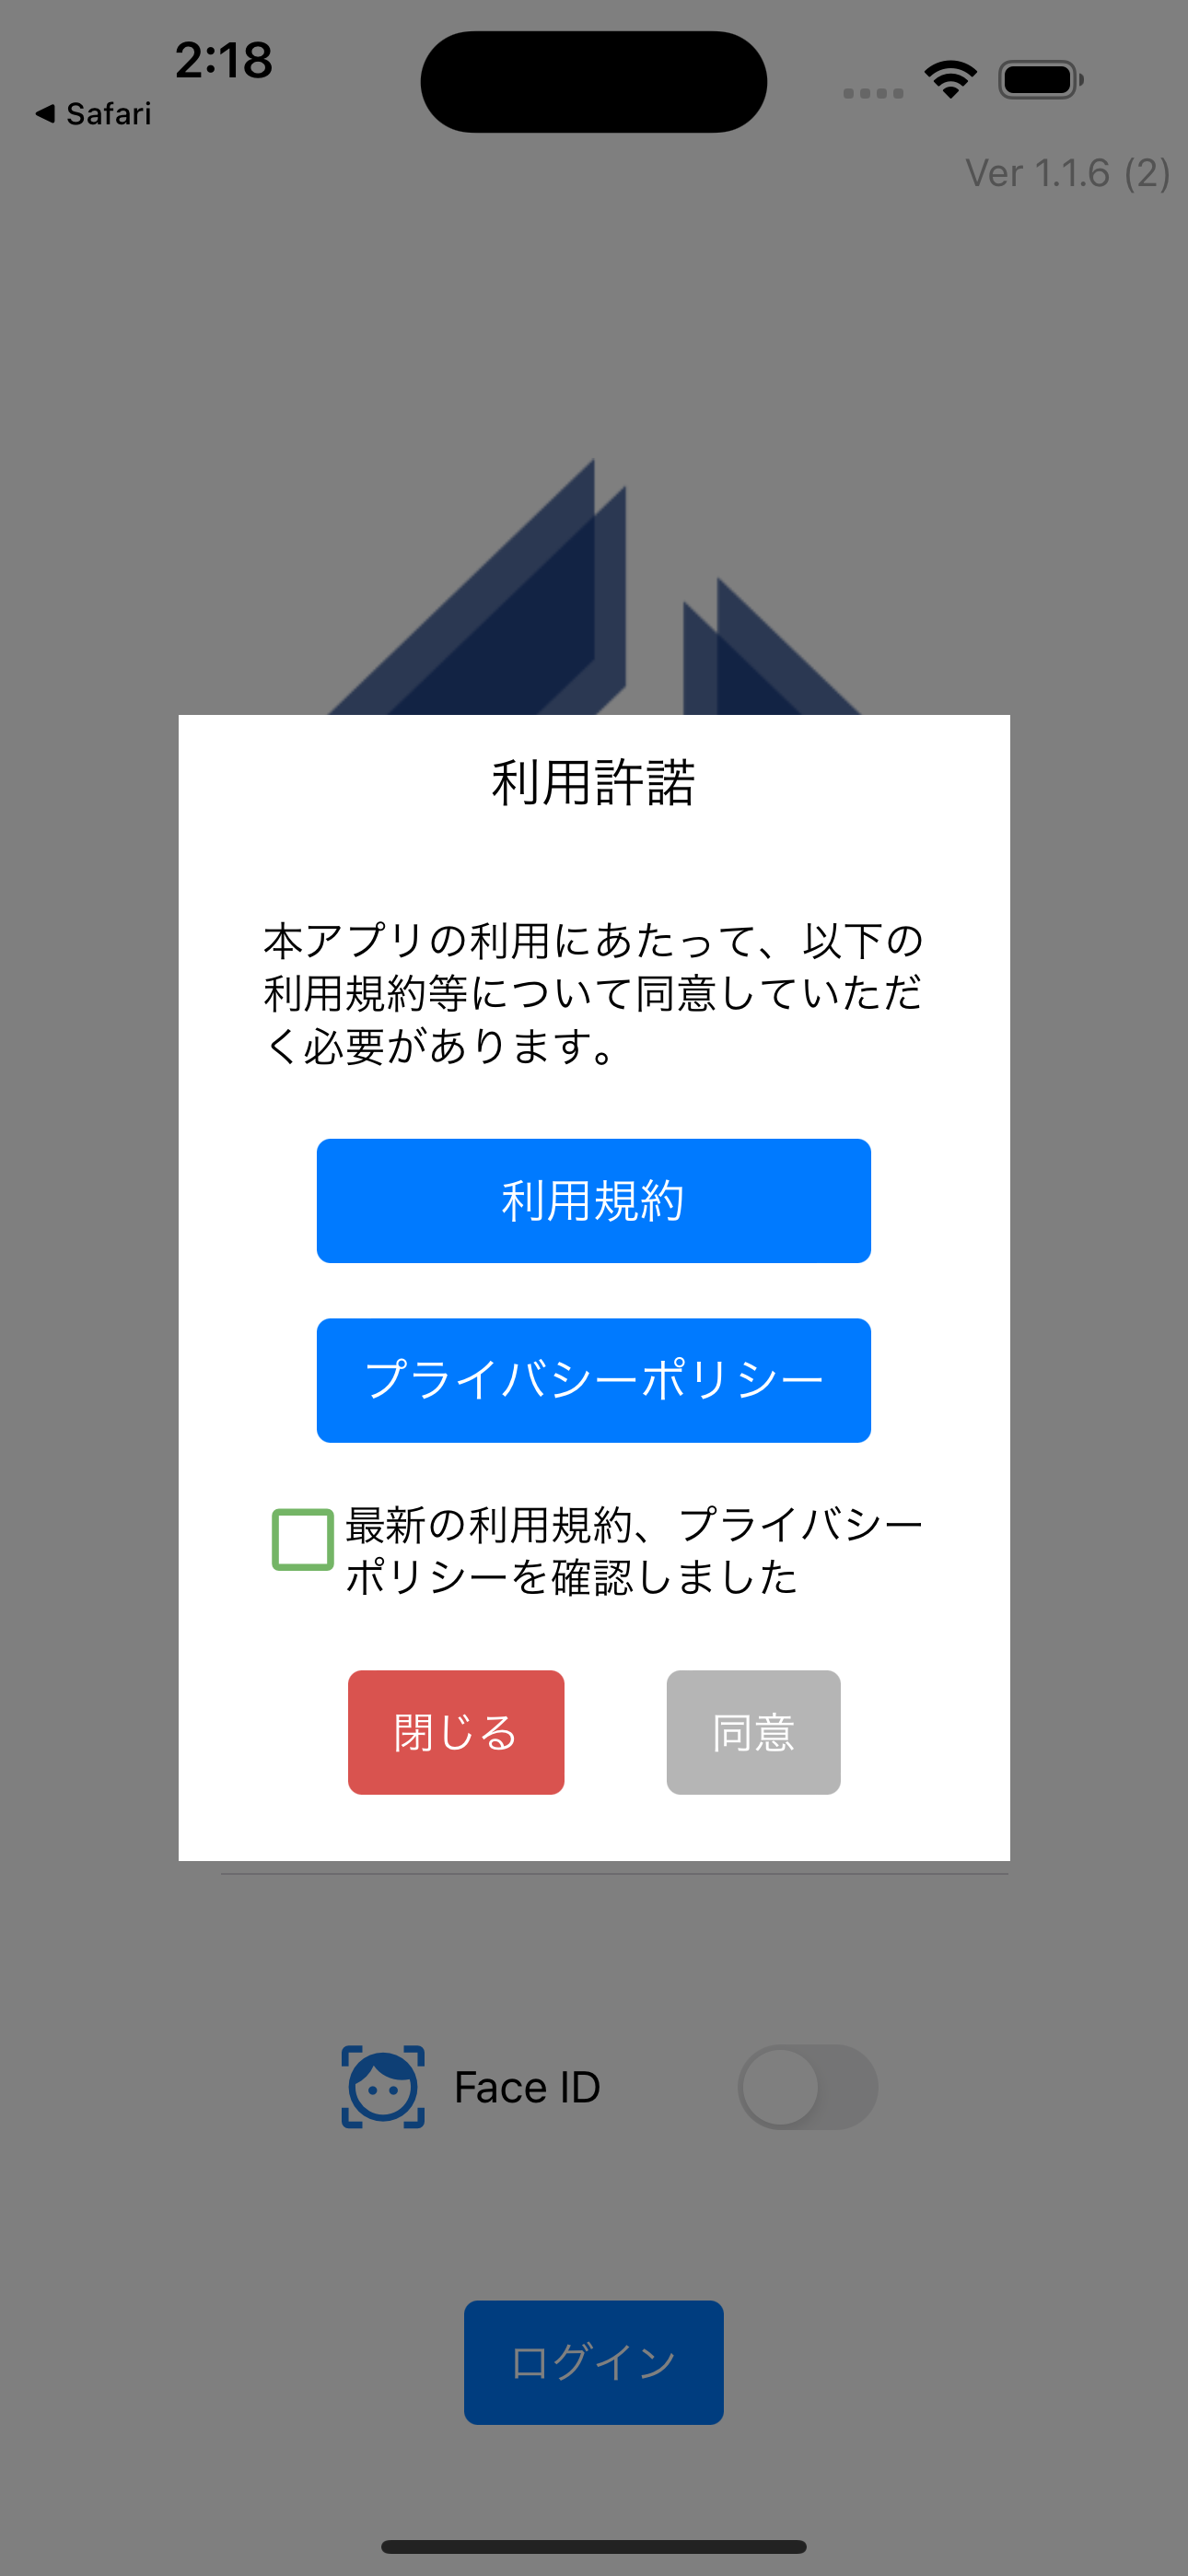 2:18
◀ Safari
Ver 1.1.6 (2)
利用許諾
本アプリの利用にあたって、以下の
利用規約等について同意していただ
く必要があります。
利用規約
プライバシーポリシー
最新の利用規約、プライバシー
ポリシーを確認しました
閉じる
同意
Face ID
ログイン